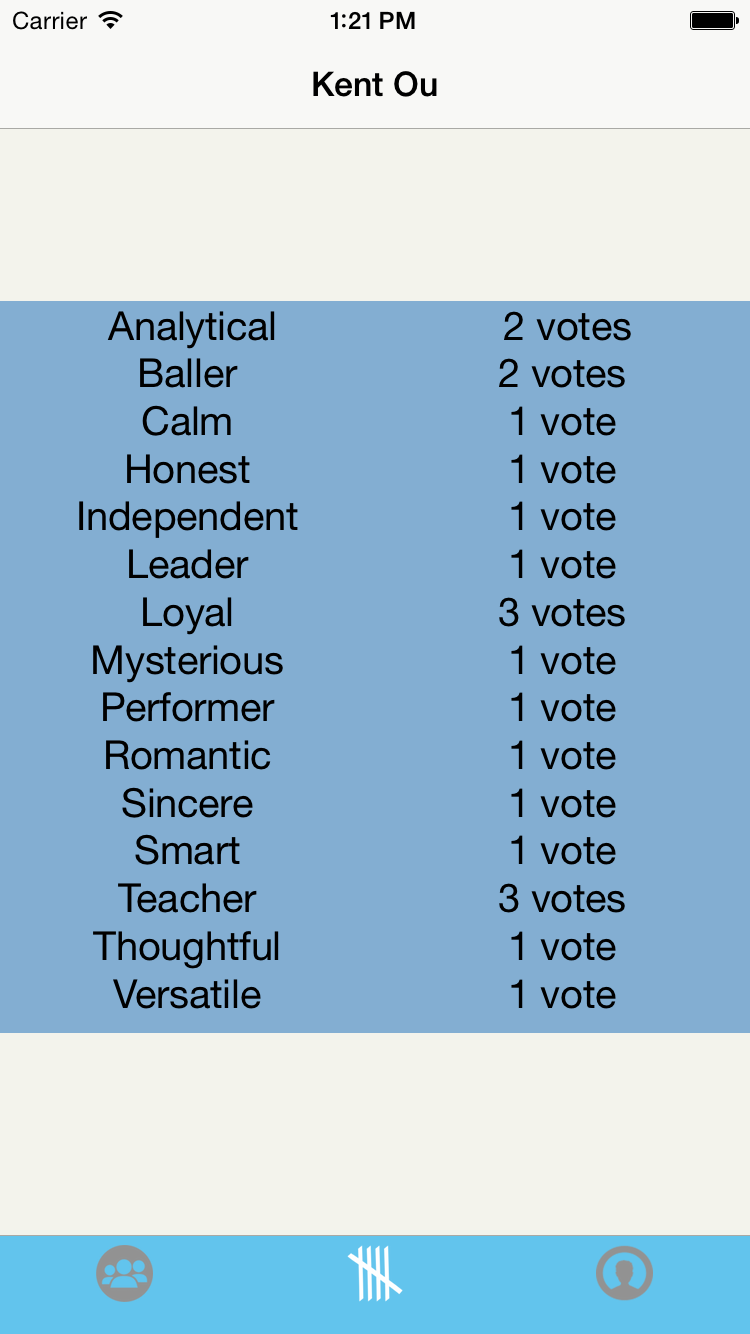 Carrier 1:21 PM
Kent Ou
Analytical 2 votes
Baller 2 votes
Calm 1 vote
Honest 1 vote
Independent 1 vote
Leader 1 vote
Loyal 3 votes
Mysterious 1 vote
Performer 1 vote
Romantic 1 vote
Sincere 1 vote
Smart 1 vote
Teacher 3 votes
Thoughtful 1 vote
Versatile 1 vote